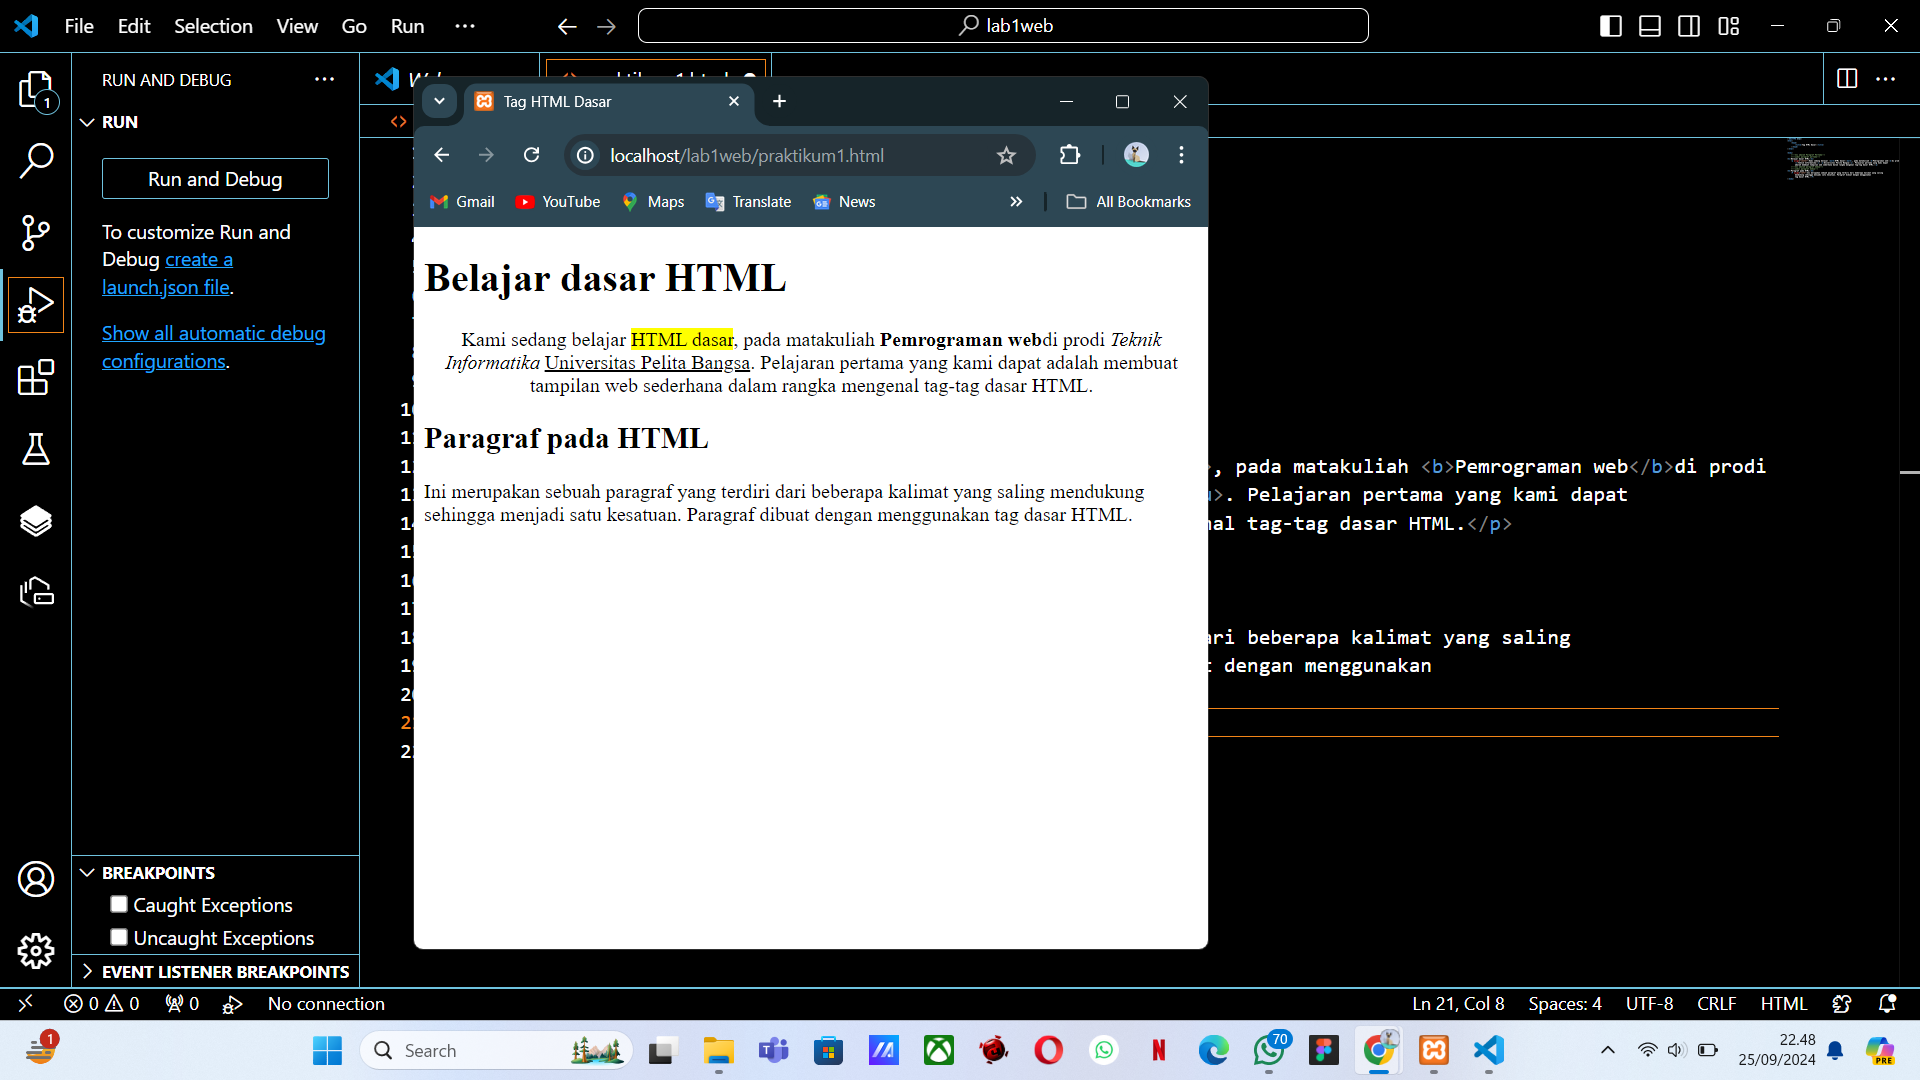 File Edit Selection View Go Run ···
lab1web
RUN AND DEBUG ···
RUN
Run and Debug
To customize Run and
Debug create a
launch.json file.
Show all automatic debug
configurations.
BREAKPOINTS
Caught Exceptions
Uncaught Exceptions
EVENT LISTENER BREAKPOINTS
1
Tag HTML Dasar
localhost/lab1web/praktikum1.html
Gmail YouTube Maps Translate News » All Bookmarks
Belajar dasar HTML
Kami sedang belajar HTML dasar, pada matakuliah Pemrograman webdi prodi Teknik
Informatika Universitas Pelita Bangsa. Pelajaran pertama yang kami dapat adalah membuat
tampilan web sederhana dalam rangka mengenal tag-tag dasar HTML.
Paragraf pada HTML
Ini merupakan sebuah paragraf yang terdiri dari beberapa kalimat yang saling mendukung
sehingga menjadi satu kesatuan. Paragraf dibuat dengan menggunakan tag dasar HTML.
, pada matakuliah <b>Pemrograman web</b>di prodi
>. Pelajaran pertama yang kami dapat
al tag-tag dasar HTML.</p>
ri beberapa kalimat yang saling
dengan menggunakan
0 0 0 No connection
Ln 21, Col 8 Spaces: 4 UTF-8 CRLF HTML
1 Search 70
22.48
25/09/2024
PRE